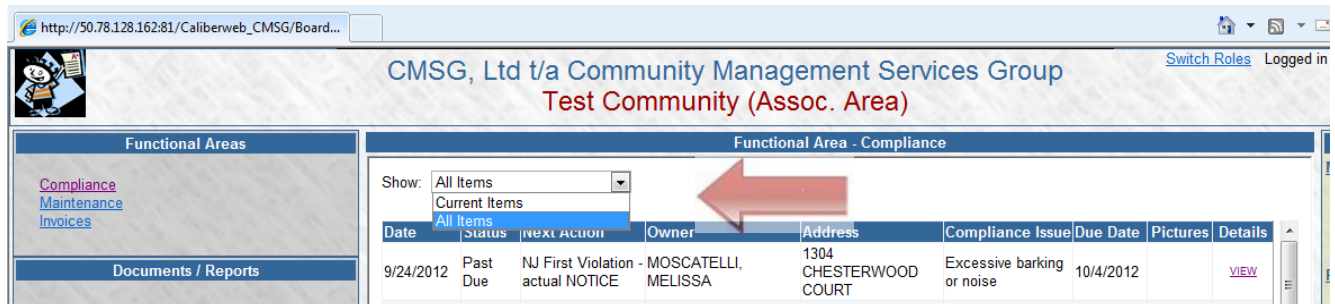 http://50.78.128.162:81/Caliberweb_CMSG/Board...
CMSG, Ltd t/a Community Management Services Group
Switch Roles Logged in
Test Community (Assoc. Area)
Functional Areas
Functional Area - Compliance
Compliance
Maintenance
Invoices
Show: All Items
Current Items
All Items
Date Status Next Action Owner Address Compliance Issue Due Date Pictures Details
9/24/2012 Past Due NJ First Violation - actual NOTICE MOSCATELLI, MELISSA 1304 CHESTERWOOD COURT Excessive barking or noise 10/4/2012 VIEW
Documents / Reports